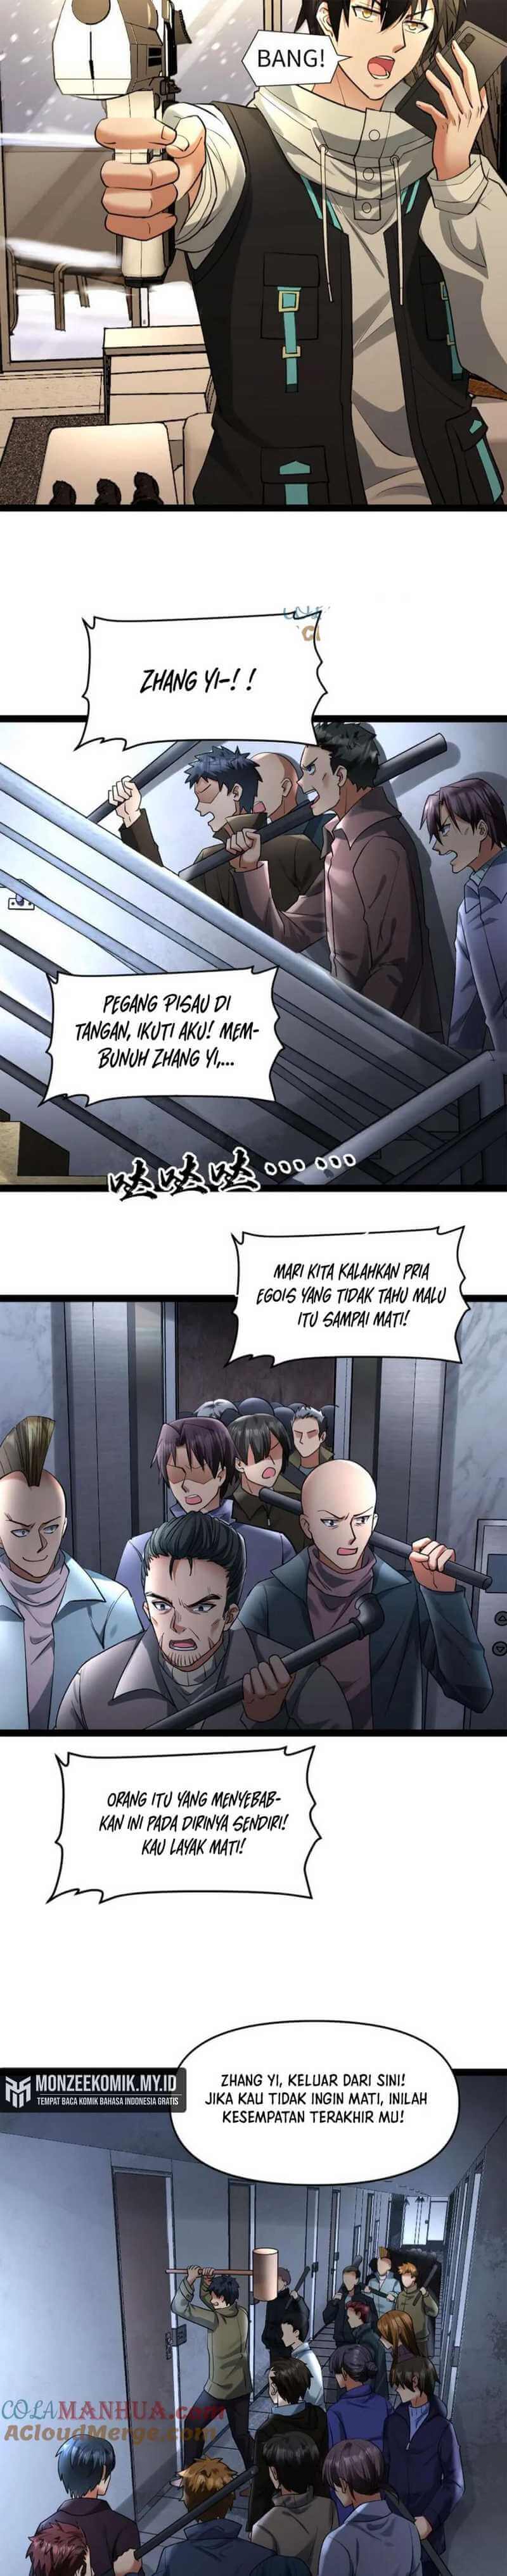 BANG!
ZHANG YI-! !
PEGANG PISAU DI
TANGAN, IKUTI AKU! MEM-
BUNUH ZHANG YI,...
哒哒哒……
MARI KITA KALAHKAN PRIA
EGOIS YANG TIDAK TAHU MALU
ITU SAMPAI MATI!
ORANG ITU YANG MENYEBAB-
KAN INI PADA DIRINYA SENDIRI!
KAU LAYAK MATI!
ZHANG YI, KELUAR DARI SINI!
JIKA KAU TIDAK INGIN MATI, INILAH
KESEMPATAN TERAKHIR MU!
MONZEEKOMIK.MY.ID
TEMPAT BACA KOMIK BAHASA INDONESIA GRATIS
COLAMANHUA.com
ACloudMerge.com